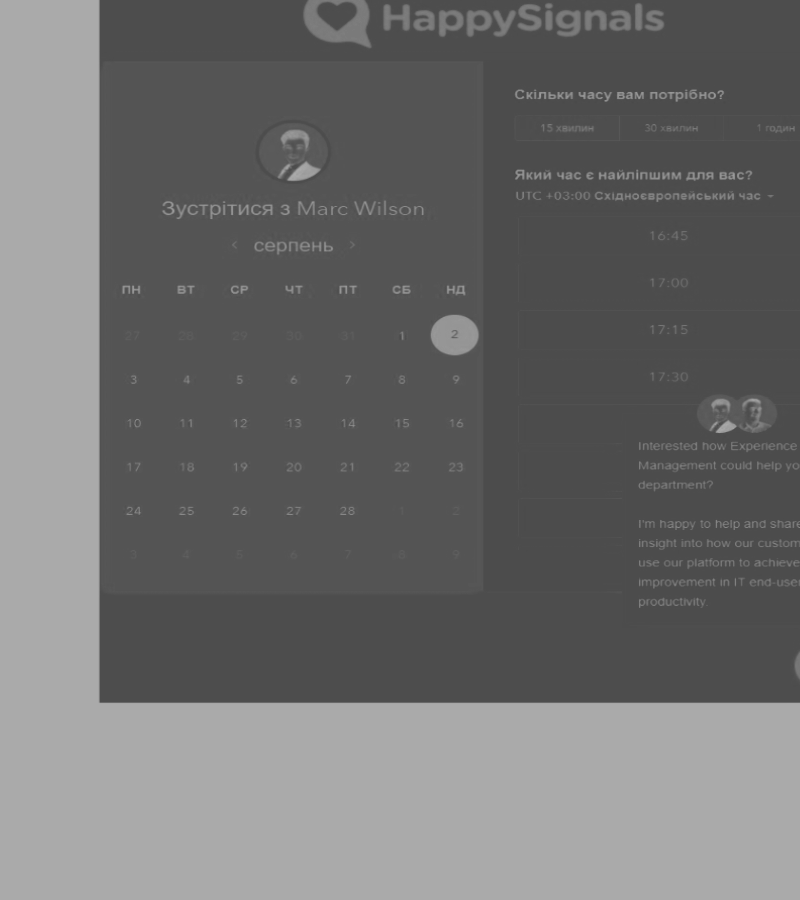 HappySignals
Зустрітися з Marc Wilson
серпень
ПН ВТ СР ЧТ ПТ СБ НД
27 28 29 30 31 1 2
3 4 5 6 7 8 9
10 11 12 13 14 15 16
17 18 19 20 21 22 23
24 25 26 27 28 1 2
3 4 5 6 7 8 9
Скільки часу вам потрібно?
15 хвилин 30 хвилин 1 годин
Який час є найліпшим для вас?
UTC +03:00 Східноєвропейський час
16:45
17:00
17:15
17:30
Interested how Experience
Management could help yo
department?
I'm happy to help and share
insight into how our custom
use our platform to achieve
improvement in IT end-user
productivity.